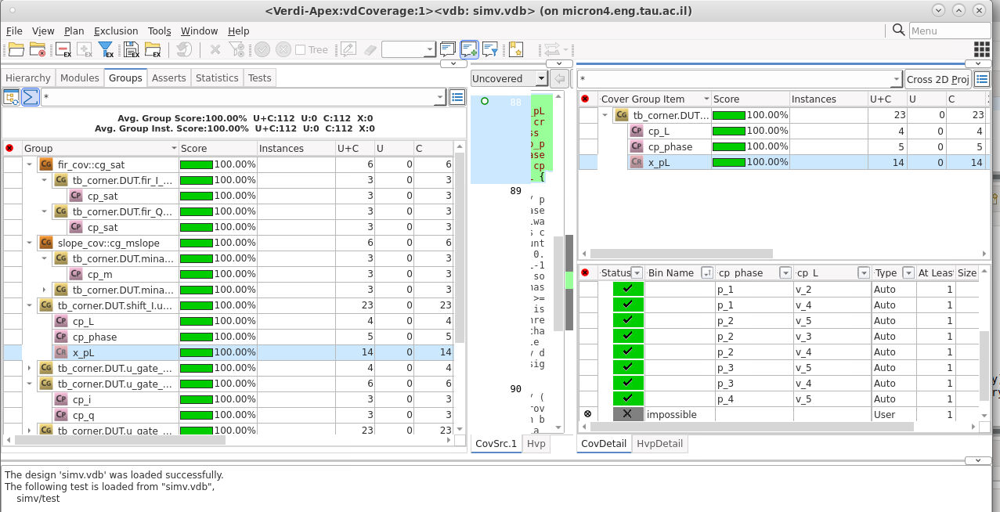 <Verdi-Apex:vdCoverage:1><vdb: simv.vdb> (on micron4.eng.tau.ac.il)
File View Plan Exclusion Tools Window Help
Menu
EX EX EX EX EX Tree
Hierarchy Modules Groups Asserts Statistics Tests
*
Avg. Group Score:100.00% U+C:112 U:0 C:112 X:0
Avg. Group Inst. Score:100.00% U+C:112 U:0 C:112 X:0
Group Score Instances U+C U C
fir_cov::cg_sat 100.00% 6 0 6
tb_corner.DUT.fir_I_... 100.00% 3 0 3
cp_sat 100.00% 3 0 3
tb_corner.DUT.fir_Q... 100.00% 3 0 3
cp_sat 100.00% 3 0 3
slope_cov::cg_mslope 100.00% 6 0 6
tb_corner.DUT.mina... 100.00% 3 0 3
cp_m 100.00% 3 0 3
tb_corner.DUT.mina... 100.00% 3 0 3
tb_corner.DUT.shift_I.u... 100.00% 23 0 23
cp_L 100.00% 4 0 4
cp_phase 100.00% 5 0 5
x_pL 100.00% 14 0 14
tb_corner.DUT.u_gate_... 100.00% 4 0 4
tb_corner.DUT.u_gate_... 100.00% 6 0 6
cp_i 100.00% 3 0 3
cp_q 100.00% 3 0 3
tb_corner.DUT.u_gate_... 100.00% 23 0 23
Uncovered
88
_pL
cr
ss
_p
ase
cp
{
89
p
ase
s c
unt
0.
-1
so
has
>=
is
nre
cha
le
d
sig
90
(
rov
n b
a
CovSrc.1 Hvp
* Cross 2D Proj
Cover Group Item Score Instances U+C U C
tb_corner.DUT... 100.00% 23 0 23
cp_L 100.00% 4 0 4
cp_phase 100.00% 5 0 5
x_pL 100.00% 14 0 14
Status Bin Name cp_phase cp_L Type At Leas Size
p_1 v_2 Auto 1
p_1 v_4 Auto 1
p_2 v_5 Auto 1
p_2 v_3 Auto 1
p_2 v_4 Auto 1
p_3 v_5 Auto 1
p_3 v_4 Auto 1
p_4 v_5 Auto 1
impossible User 1
CovDetail HvpDetail
The design 'simv.vdb' was loaded successfully.
The following test is loaded from "simv.vdb",
simv/test